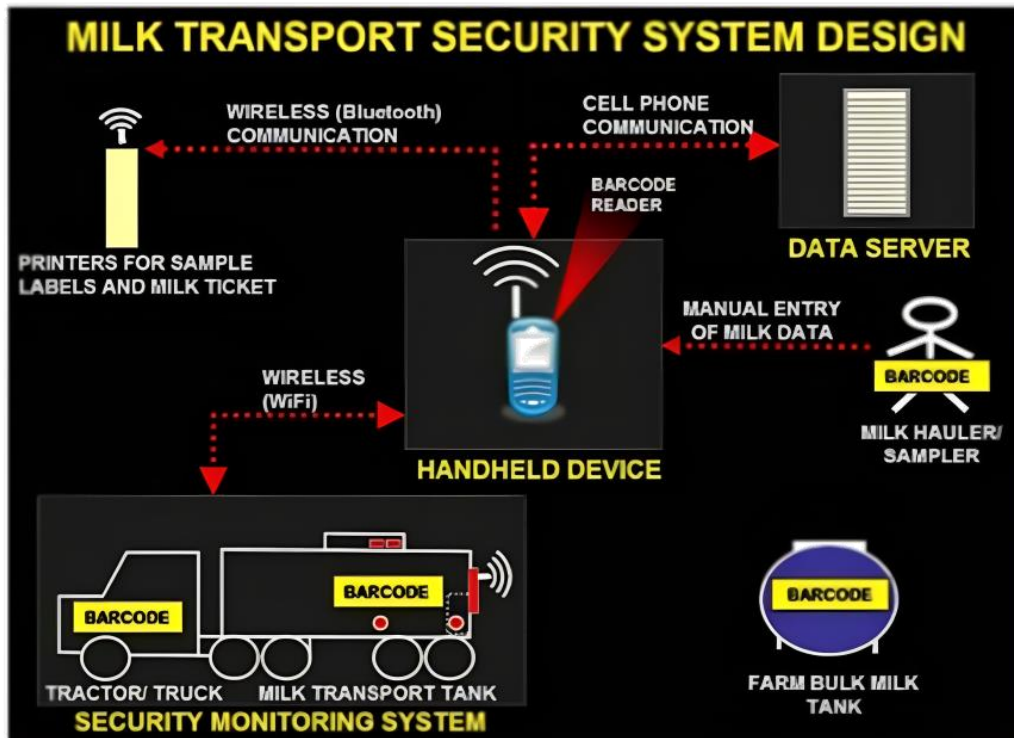 MILK TRANSPORT SECURITY SYSTEM DESIGN
WIRELESS (Bluetooth)
COMMUNICATION
CELL PHONE
COMMUNICATION
BARCODE
READER
DATA SERVER
PRINTERS FOR SAMPLE
LABELS AND MILK TICKET
MANUAL ENTRY
OF MILK DATA
BARCODE
MILK HAULER/
SAMPLER
WIRELESS
(WiFi)
HANDHELD DEVICE
BARCODE
BARCODE
TRACTOR/ TRUCK
MILK TRANSPORT TANK
SECURITY MONITORING SYSTEM
BARCODE
FARM BULK MILK
TANK